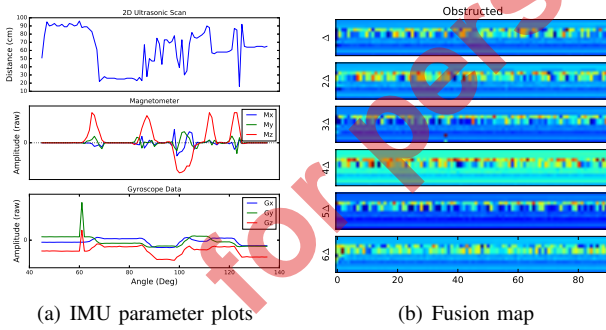 2D Ultrasonic Scan
Distance (cm)
100
90
80
70
60
50
40
30
20
10
Magnetometer
Amplitude (raw)
0
Mx
My
Mz
Gyroscope Data
Amplitude (raw)
0
Gx
Gy
Gz
40
60
80
100
120
140
Angle (Deg)
(a) IMU parameter plots
Obstructed
Δ
2Δ
3Δ
4Δ
5Δ
6Δ
0
20
40
60
80
(b) Fusion map
for pers